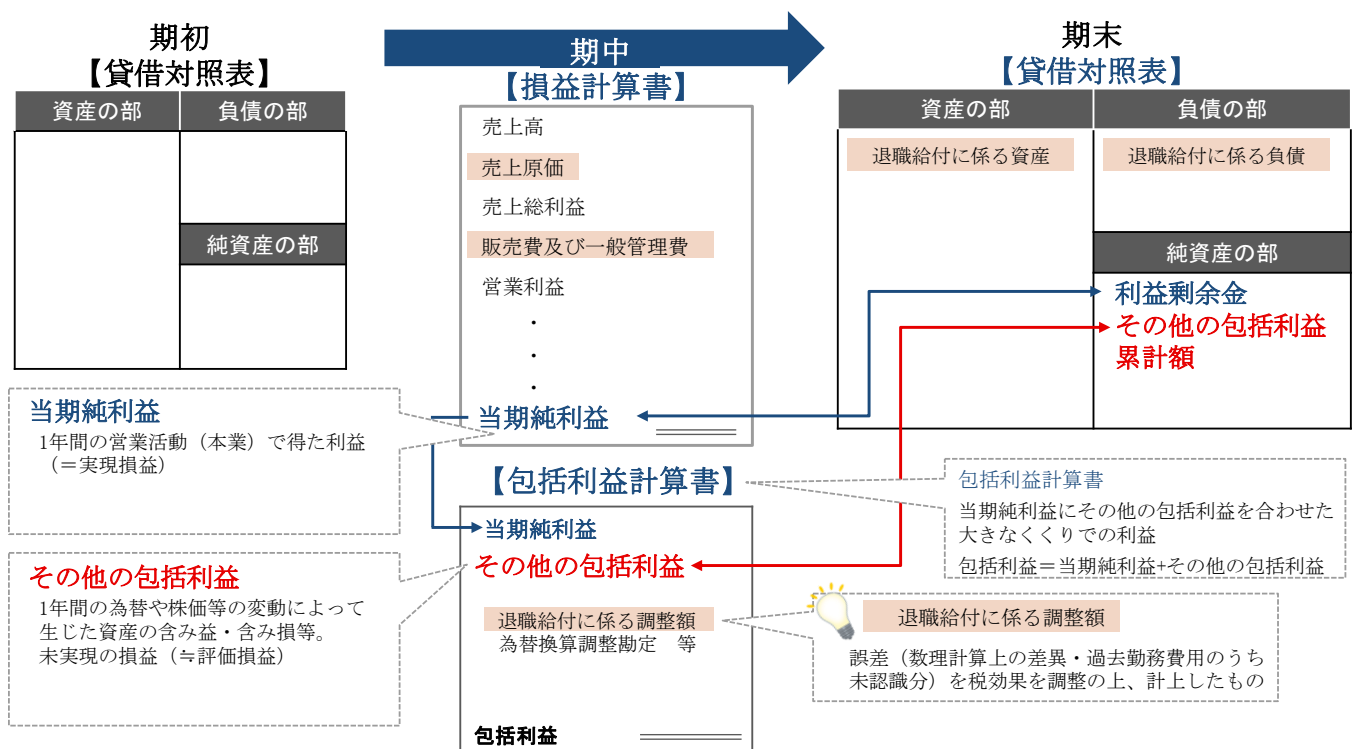 期初
【貸借対照表】
資産の部
負債の部
純資産の部
期中
【損益計算書】
売上高
売上原価
売上総利益
販売費及び一般管理費
営業利益
・
・
・
当期純利益
期末
【貸借対照表】
資産の部
負債の部
退職給付に係る資産
退職給付に係る負債
純資産の部
利益剰余金
その他の包括利益
累計額
当期純利益
1年間の営業活動（本業）で得た利益
（＝実現損益）
その他の包括利益
1年間の為替や株価等の変動によって
生じた資産の含み益・含み損等。
未実現の損益（≒評価損益）
【包括利益計算書】
当期純利益
その他の包括利益
退職給付に係る調整額
為替換算調整勘定　等
包括利益
包括利益計算書
当期純利益にその他の包括利益を合わせた
大きなくくりでの利益
包括利益＝当期純利益+その他の包括利益
退職給付に係る調整額
誤差（数理計算上の差異・過去勤務費用のうち
未認識分）を税効果を調整の上、計上したもの